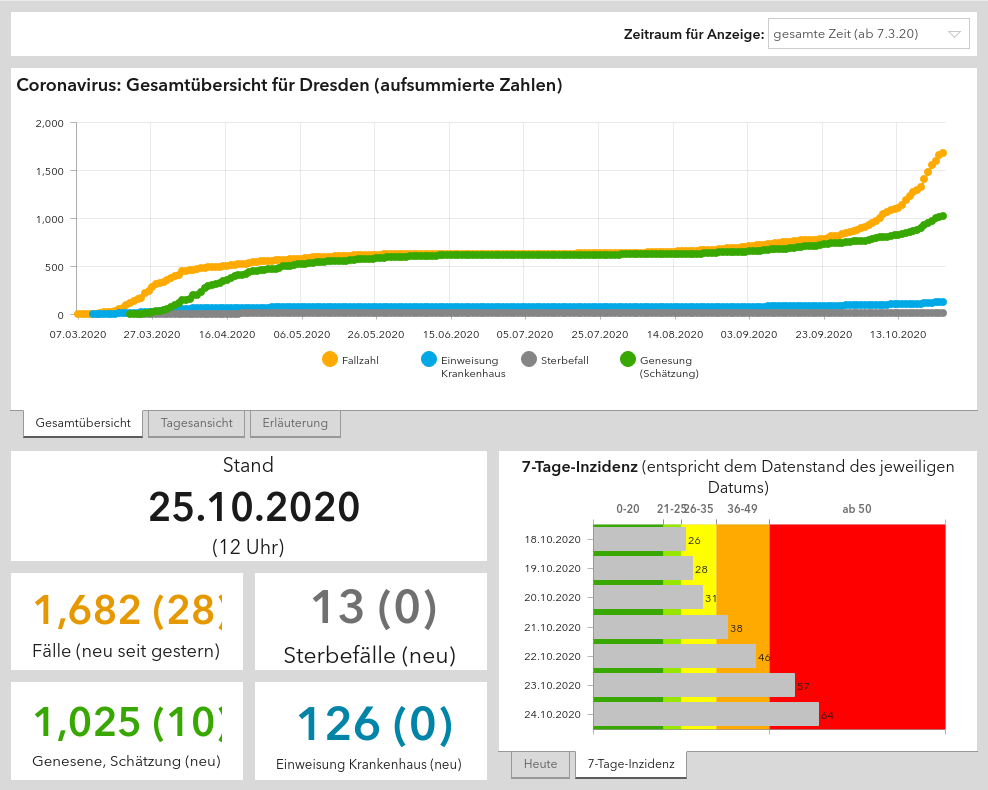 Zeitraum für Anzeige: gesamte Zeit (ab 7.3.20)
Coronavirus: Gesamtübersicht für Dresden (aufsummierte Zahlen)
2,000
1,500
1,000
500
0
07.03.2020 27.03.2020 16.04.2020 06.05.2020 26.05.2020 15.06.2020 05.07.2020 25.07.2020 14.08.2020 03.09.2020 23.09.2020 13.10.2020
Fallzahl Einweisung Sterbefall Genesung
Krankenhaus (Schätzung)
Gesamtübersicht Tagesansicht Erläuterung
Stand
25.10.2020
(12 Uhr)
1,682 (28)
Fälle (neu seit gestern)
13 (0)
Sterbefälle (neu)
1,025 (10)
Genesene, Schätzung (neu)
126 (0)
Einweisung Krankenhaus (neu)
7-Tage-Inzidenz (entspricht dem Datenstand des jeweiligen
Datums)
0-20 21-25 26-35 36-49 ab 50
18.10.2020 26
19.10.2020 28
20.10.2020 31
21.10.2020 38
22.10.2020 46
23.10.2020 57
24.10.2020 64
Heute 7-Tage-Inzidenz